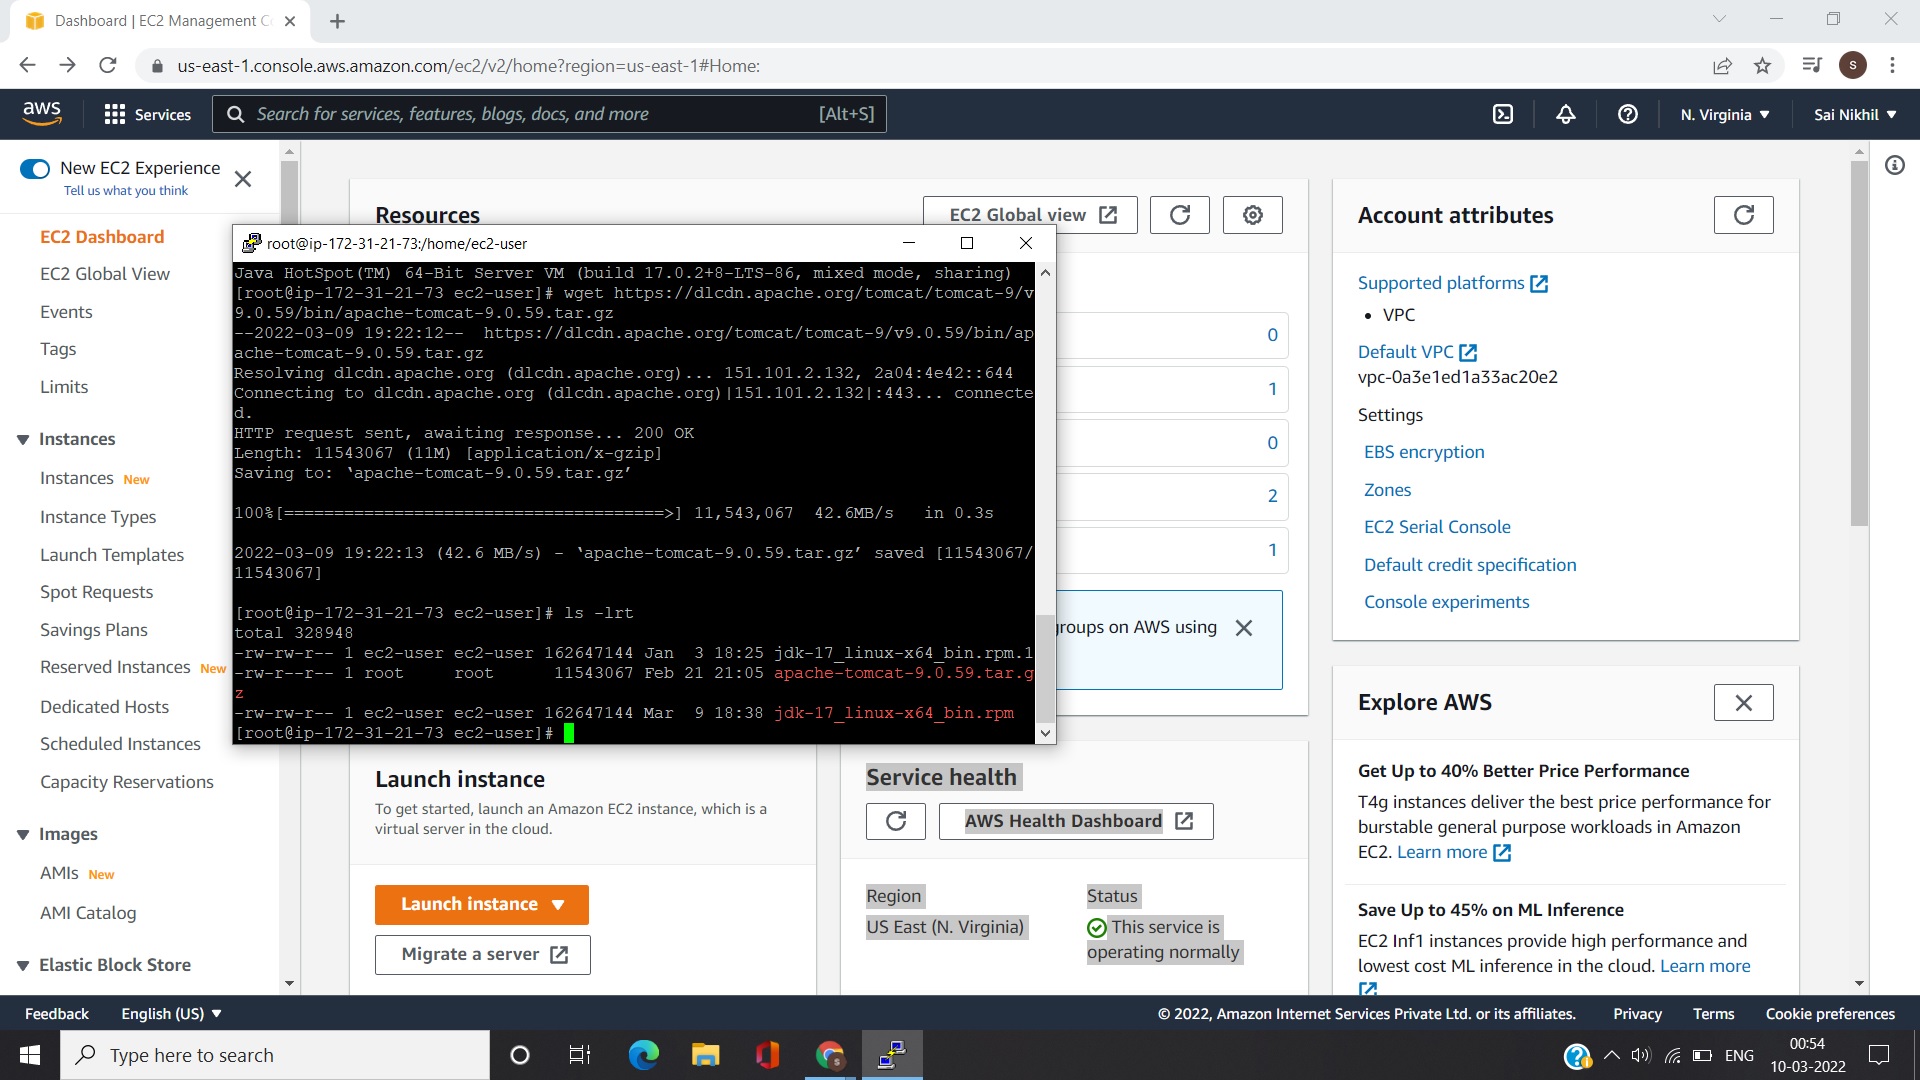 Dashboard | EC2 Management C
us-east-1.console.aws.amazon.com/ec2/v2/home?region=us-east-1#Home:
S
aws
Services
Search for services, features, blogs, docs, and more
[Alt+S]
N. Virginia
Sai Nikhil
New EC2 Experience
Tell us what you think
EC2 Dashboard
EC2 Global View
Events
Tags
Limits
Instances
Instances New
Instance Types
Launch Templates
Spot Requests
Savings Plans
Reserved Instances New
Dedicated Hosts
Scheduled Instances
Capacity Reservations
Images
AMIs New
AMI Catalog
Elastic Block Store
Resources
EC2 Global view
root@ip-172-31-21-73:/home/ec2-user
Java HotSpot(TM) 64-Bit Server VM (build 17.0.2+8-LTS-86, mixed mode, sharing)
[root@ip-172-31-21-73 ec2-user]# wget https://dlcdn.apache.org/tomcat/tomcat-9/v
9.0.59/bin/apache-tomcat-9.0.59.tar.gz
--2022-03-09 19:22:12--  https://dlcdn.apache.org/tomcat/tomcat-9/v9.0.59/bin/ap
ache-tomcat-9.0.59.tar.gz
Resolving dlcdn.apache.org (dlcdn.apache.org)... 151.101.2.132, 2a04:4e42::644
Connecting to dlcdn.apache.org (dlcdn.apache.org)|151.101.2.132|:443... connecte
d.
HTTP request sent, awaiting response... 200 OK
Length: 11543067 (11M) [application/x-gzip]
Saving to: ‘apache-tomcat-9.0.59.tar.gz’
100%[======================================>] 11,543,067  42.6MB/s   in 0.3s
2022-03-09 19:22:13 (42.6 MB/s) - ‘apache-tomcat-9.0.59.tar.gz’ saved [11543067/
11543067]
[root@ip-172-31-21-73 ec2-user]# ls -lrt
total 328948
-rw-rw-r-- 1 ec2-user ec2-user 162647144 Jan  3 18:25 jdk-17_linux-x64_bin.rpm.1
-rw-r--r-- 1 root     root      11543067 Feb 21 21:05 apache-tomcat-9.0.59.tar.g
z
-rw-rw-r-- 1 ec2-user ec2-user 162647144 Mar  9 18:38 jdk-17_linux-x64_bin.rpm
[root@ip-172-31-21-73 ec2-user]#
0
1
0
2
1
groups on AWS using
Launch instance
To get started, launch an Amazon EC2 instance, which is a
virtual server in the cloud.
Launch instance
Migrate a server
Service health
AWS Health Dashboard
Region
US East (N. Virginia)
Status
This service is
operating normally
Account attributes
Supported platforms
• VPC
Default VPC
vpc-0a3e1ed1a33ac20e2
Settings
EBS encryption
Zones
EC2 Serial Console
Default credit specification
Console experiments
Explore AWS
Get Up to 40% Better Price Performance
T4g instances deliver the best price performance for
burstable general purpose workloads in Amazon
EC2. Learn more
Save Up to 45% on ML Inference
EC2 Inf1 instances provide high performance and
lowest cost ML inference in the cloud. Learn more
Feedback
English (US)
© 2022, Amazon Internet Services Private Ltd. or its affiliates.
Privacy
Terms
Cookie preferences
Type here to search
ENG
00:54
10-03-2022